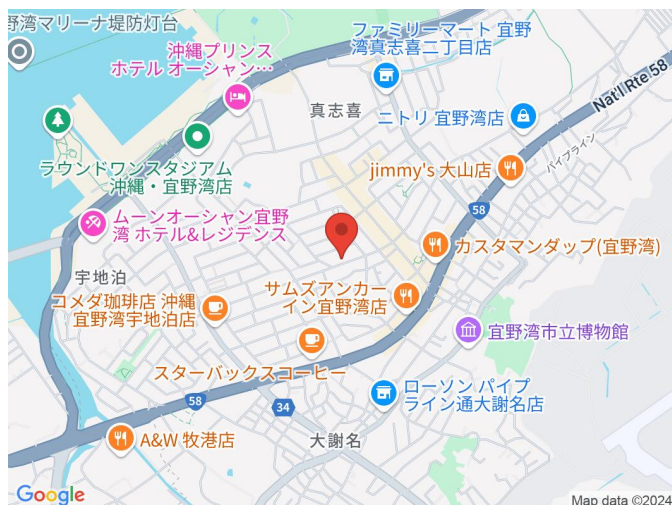 野湾マリーナ堤防灯台
沖縄プリンス
ホテル オーシャン…
ファミリーマート 宜野
湾真志喜二丁目店
Nat'l Rte 58
真志喜
ニトリ 宜野湾店
パイプライン
ラウンドワンスタジアム
沖縄・宜野湾店
jimmy's 大山店
58
ムーンオーシャン宜野
湾 ホテル&レジデンス
カスタマンダップ(宜野湾)
宇地泊
コメダ珈琲店 沖縄
宜野湾宇地泊店
サムズアンカー
イン宜野湾店
宜野湾市立博物館
スターバックスコーヒー
58
34
ローソン パイプ
ライン通大謝名店
A&W 牧港店
大謝名
Google
Map data ©2024